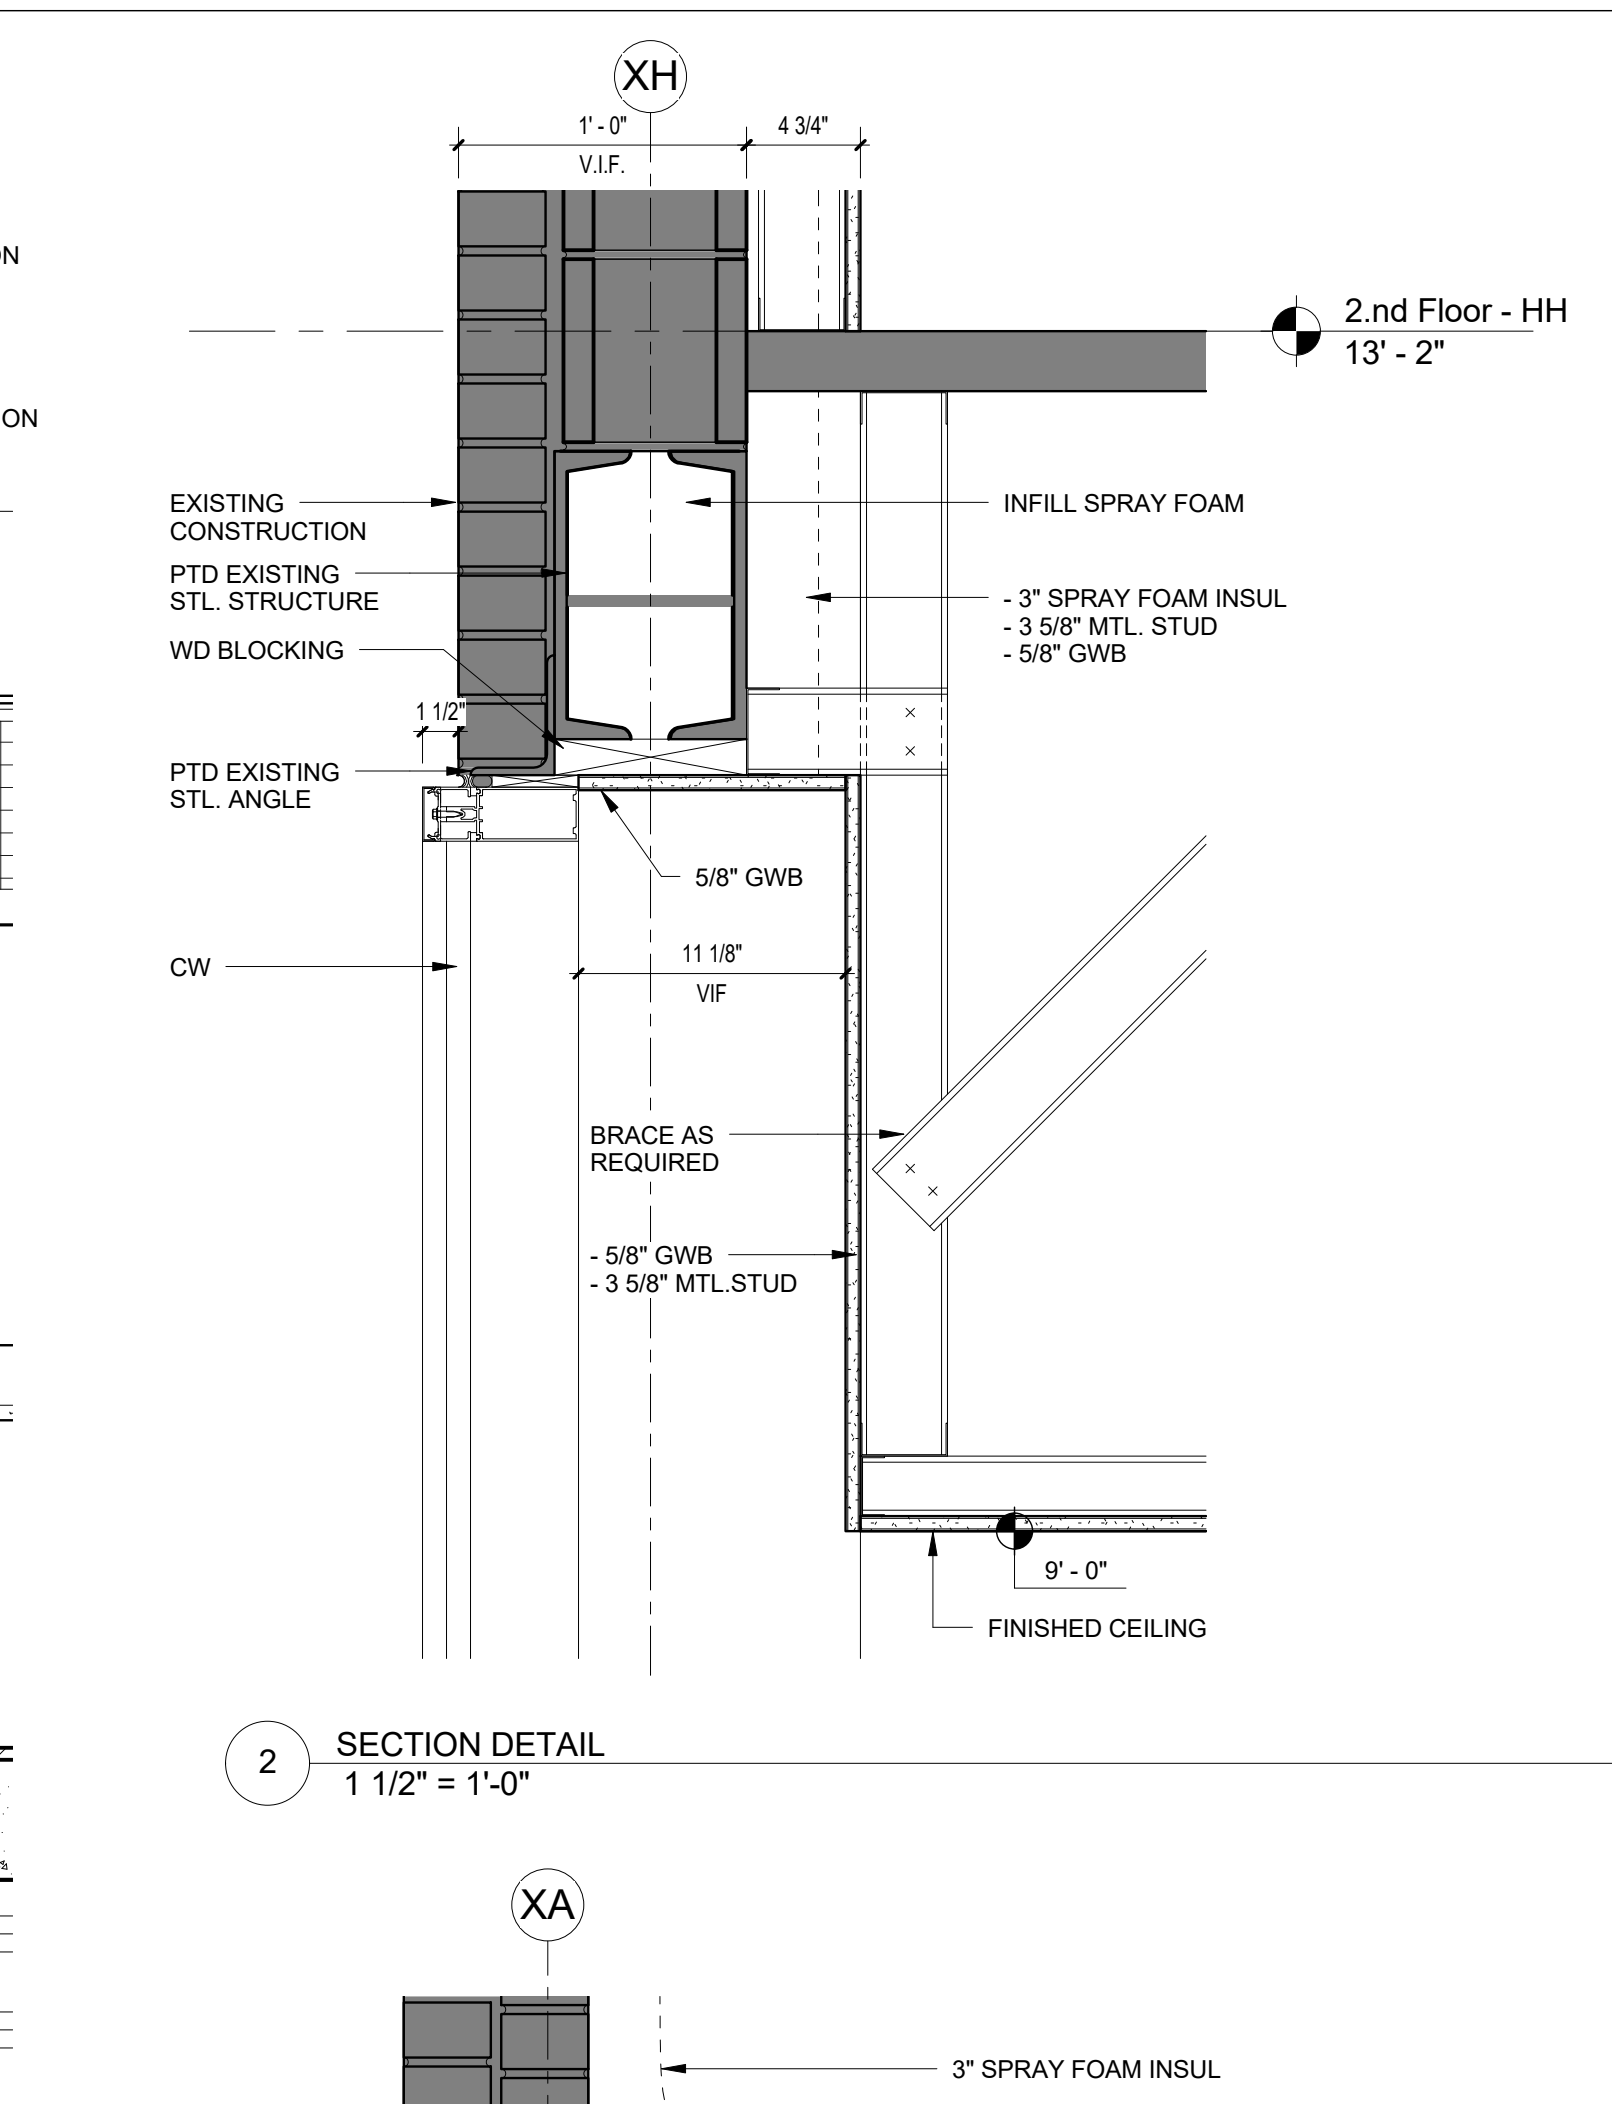 XH
1' - 0"
4 3/4"
V.I.F.
ON
2.nd Floor - HH
13' - 2"
ION
EXISTING
CONSTRUCTION
INFILL SPRAY FOAM
PTD EXISTING
STL. STRUCTURE
- 3" SPRAY FOAM INSUL
- 3 5/8" MTL. STUD
- 5/8" GWB
WD BLOCKING
1 1/2"
PTD EXISTING
STL. ANGLE
5/8" GWB
11 1/8"
VIF
CW
BRACE AS
REQUIRED
- 5/8" GWB
- 3 5/8" MTL.STUD
9' - 0"
FINISHED CEILING
2
SECTION DETAIL
1 1/2" = 1'-0"
XA
3" SPRAY FOAM INSUL